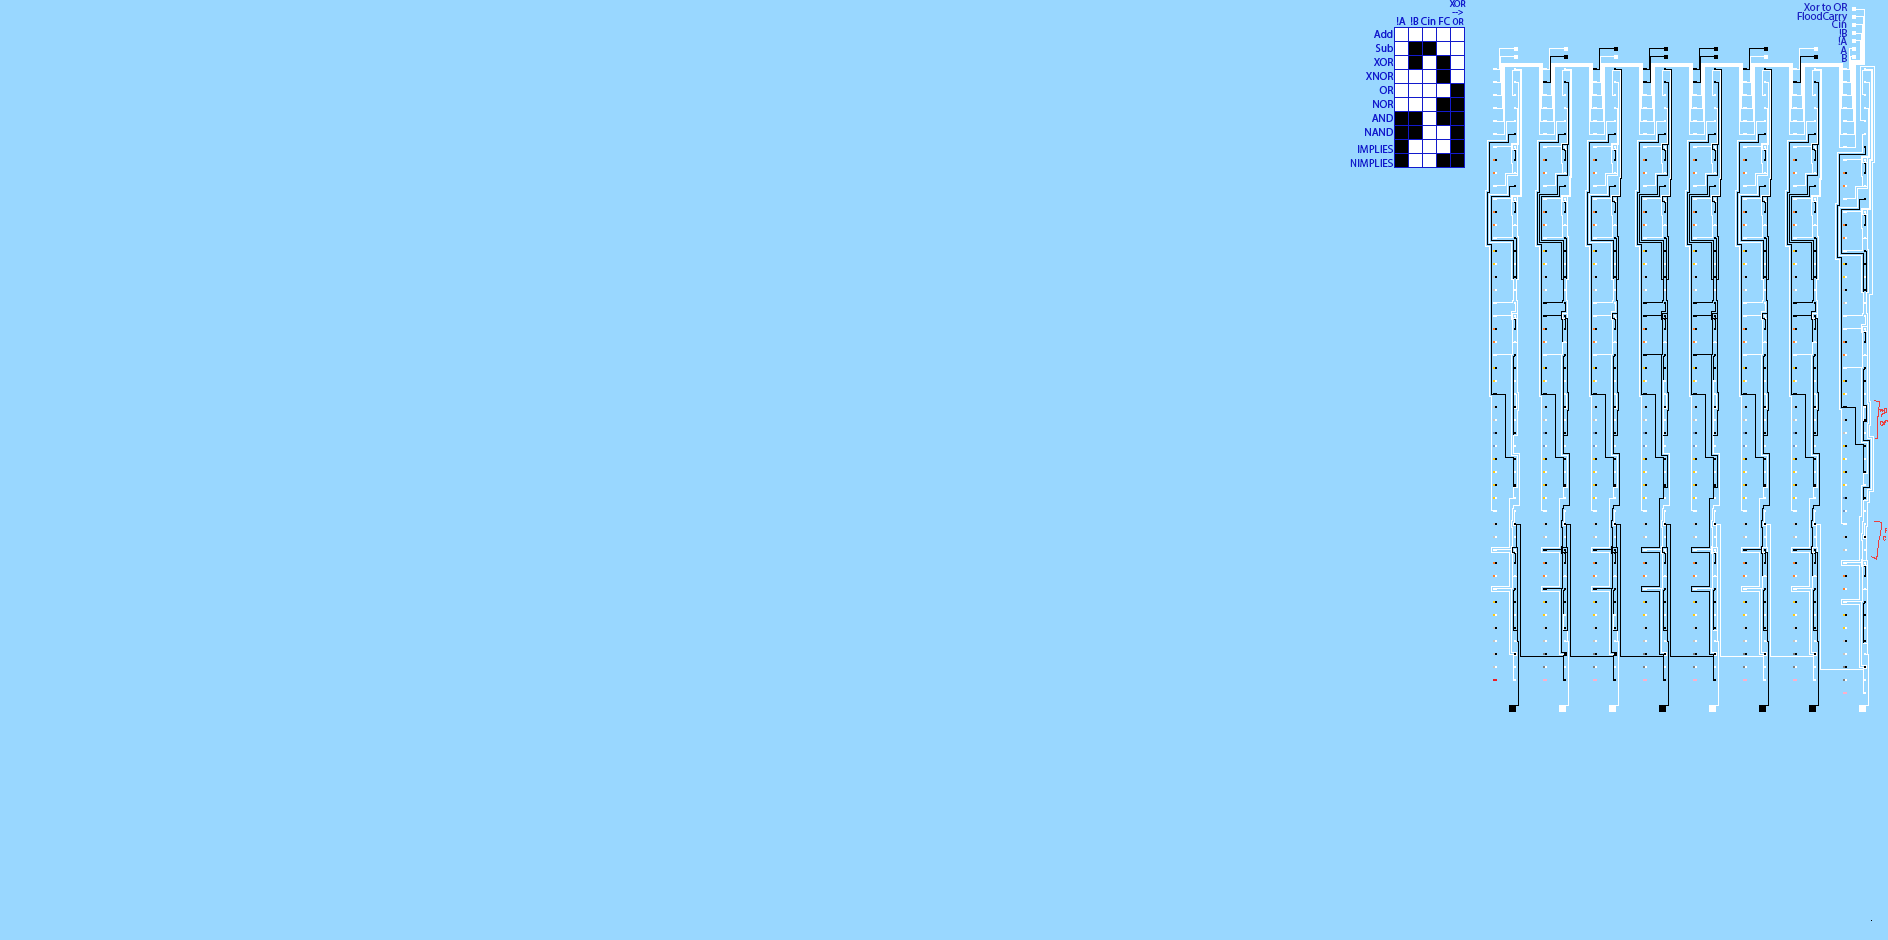 XOR
-->
!A !B Cin FC OR
Add
Sub
XOR
XNOR
OR
NOR
AND
NAND
IMPLIES
NIMPLIES
Xor to OR
FloodCarry
Cin
!B
!A
A
B